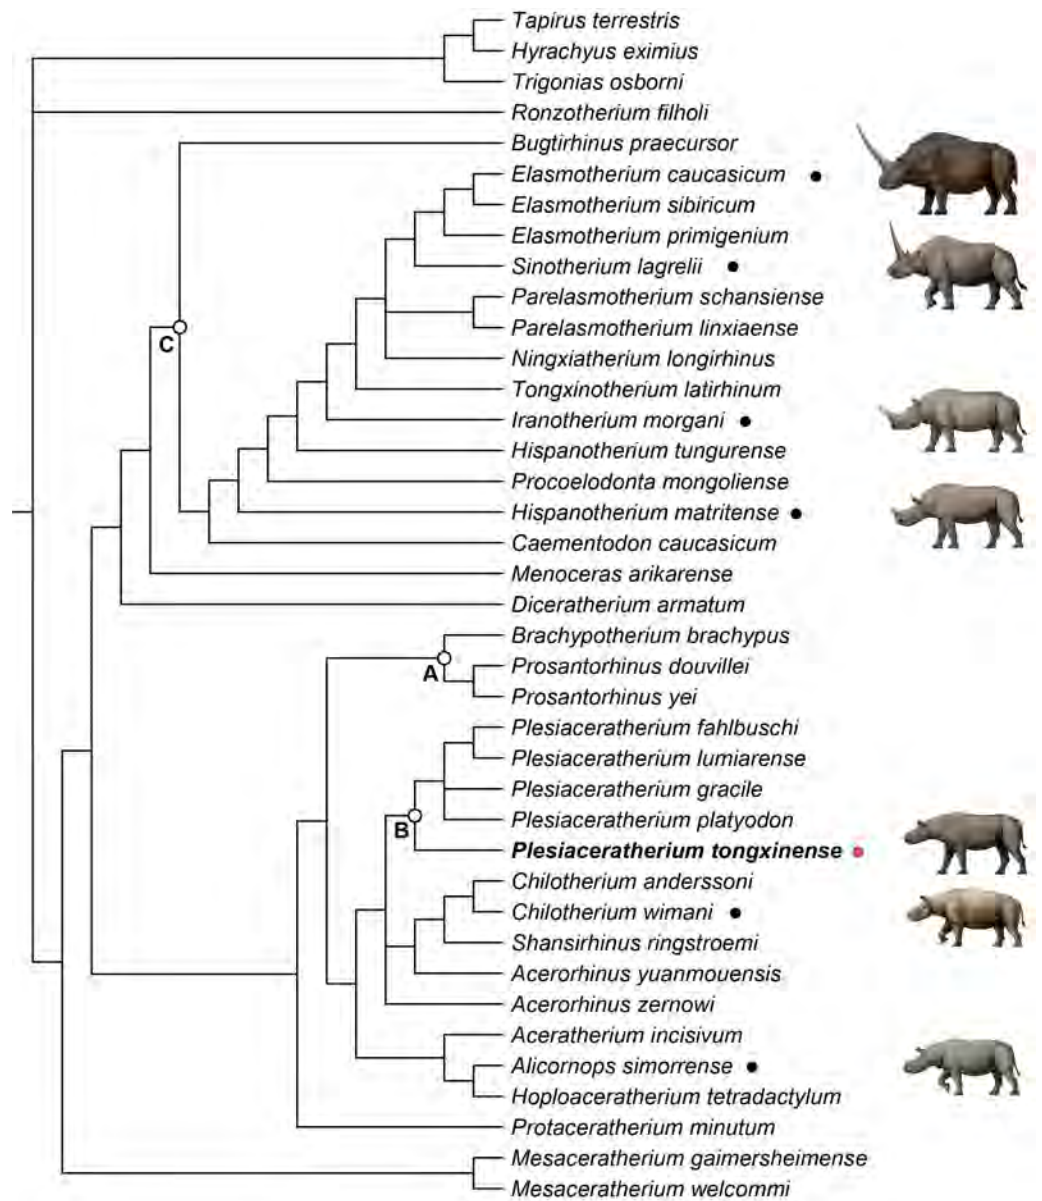 Tapirus terrestris
Hyrachyus eximius
Trigonias osborni
Ronzotherium filholi
Bugtirhinus praecursor
Elasmotherium caucasicum
Elasmotherium sibiricum
Elasmotherium primigenium
Sinotherium lagrelii
Parelasmotherium schansiense
Parelasmotherium linxiaense
C
Ningxiatherium longirhinus
Tongxinotherium latirhinum
Iranotherium morgani
Hispanotherium tungurense
Procoelodonta mongoliense
Hispanotherium matritense
Caementodon caucasicum
Menoceras arikarense
Diceratherium armatum
Brachypotherium brachypus
A
Prosantorhinus douvillei
Prosantorhinus yei
Plesiaceratherium fahlbuschi
Plesiaceratherium lumiarense
Plesiaceratherium gracile
Plesiaceratherium platyodon
B
Plesiaceratherium tongxinense
Chilotherium anderssoni
Chilotherium wimani
Shansirhinus ringstroemi
Acerorhinus yuanmouensis
Acerorhinus zernowi
Aceratherium incisivum
Alicornops simorrense
Hoploaceratherium tetradactylum
Protaceratherium minutum
Mesaceratherium gaimersheimense
Mesaceratherium welcommi